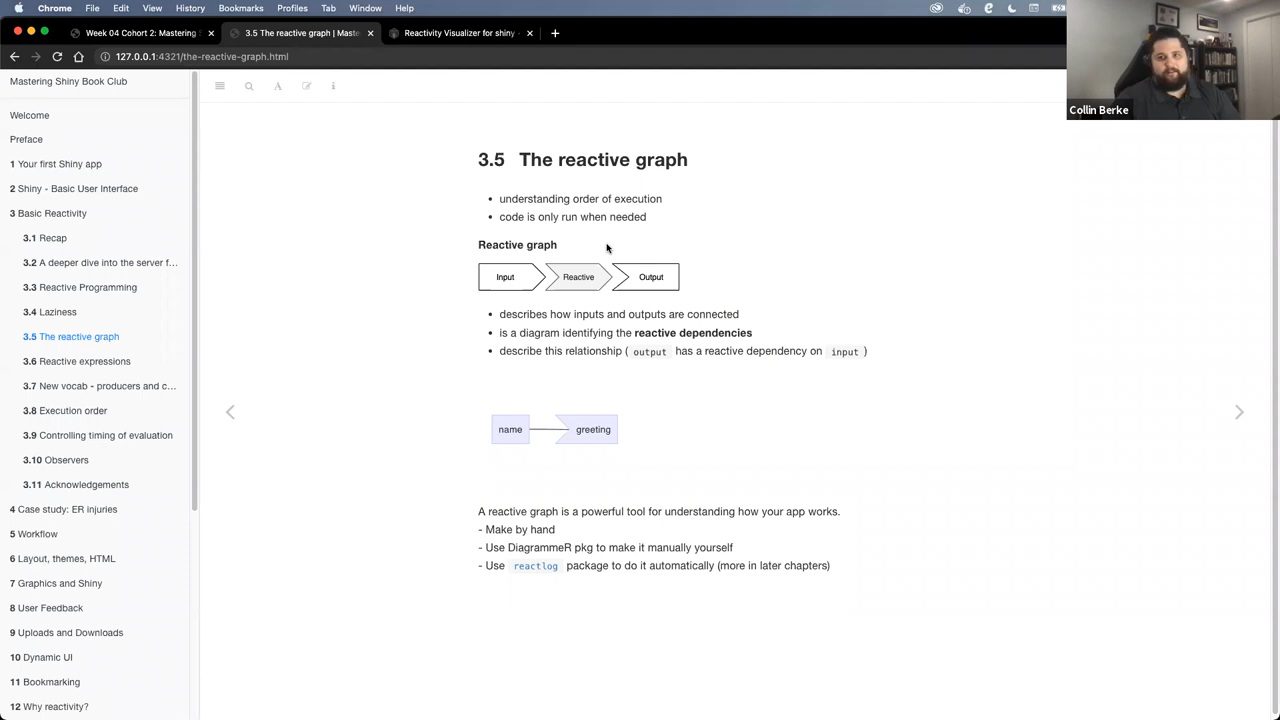 Chrome File Edit View History Bookmarks Profiles Tab Window Help
Week 04 Cohort 2: Mastering
3.5 The reactive graph | Maste
Reactivity Visualizer for shiny
127.0.0.1:4321/the-reactive-graph.html
Collin Berke
Mastering Shiny Book Club
Welcome
Preface
1 Your first Shiny app
2 Shiny - Basic User Interface
3 Basic Reactivity
3.1 Recap
3.2 A deeper dive into the server f...
3.3 Reactive Programming
3.4 Laziness
3.5 The reactive graph
3.6 Reactive expressions
3.7 New vocab - producers and c...
3.8 Execution order
3.9 Controlling timing of evaluation
3.10 Observers
3.11 Acknowledgements
4 Case study: ER injuries
5 Workflow
6 Layout, themes, HTML
7 Graphics and Shiny
8 User Feedback
9 Uploads and Downloads
10 Dynamic UI
11 Bookmarking
12 Why reactivity?
3.5 The reactive graph
• understanding order of execution
• code is only run when needed
Reactive graph
Input Reactive Output
• describes how inputs and outputs are connected
• is a diagram identifying the reactive dependencies
• describe this relationship ( output has a reactive dependency on input )
name greeting
A reactive graph is a powerful tool for understanding how your app works.
- Make by hand
- Use DiagrammeR pkg to make it manually yourself
- Use reactlog package to do it automatically (more in later chapters)